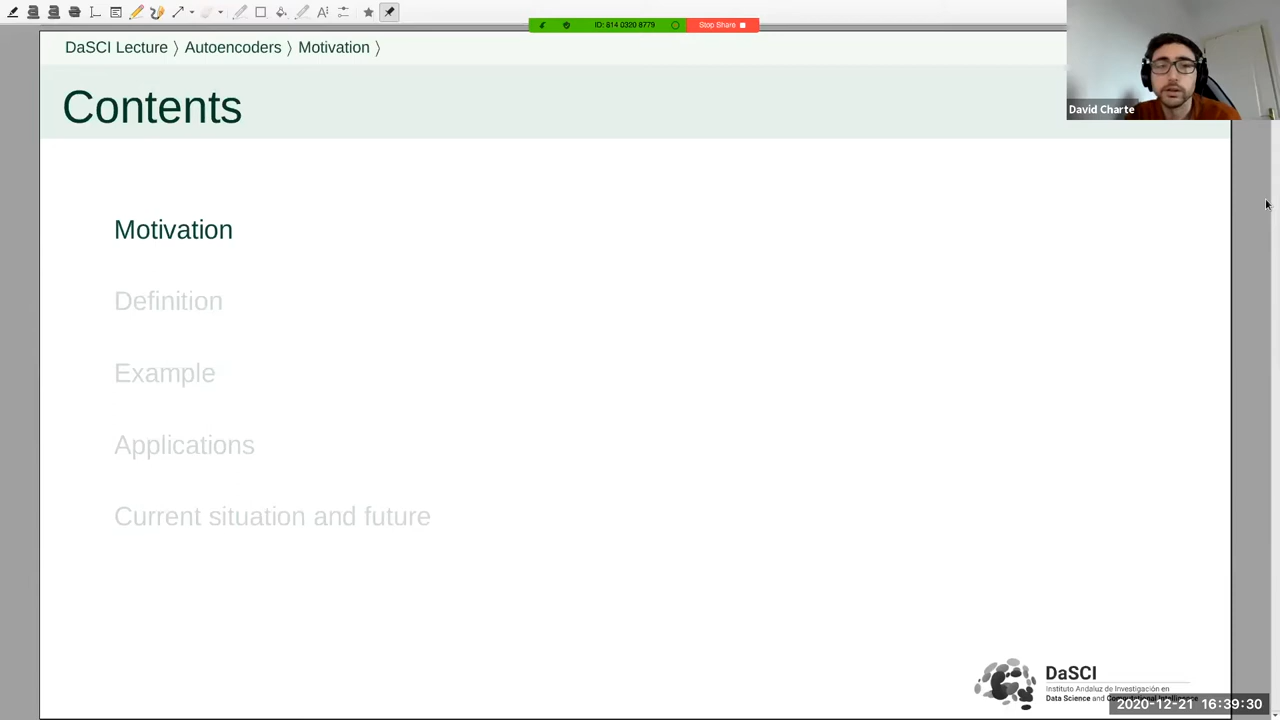 ID: 814 0320 8779
Stop Share
DaSCI Lecture 〉 Autoencoders 〉 Motivation 〉
Contents
David Charte
Motivation
Definition
Example
Applications
Current situation and future
DaSCI
Instituto Andaluz de Investigación en
Data Science and Computational Intelligence
2020-12-21 16:39:30